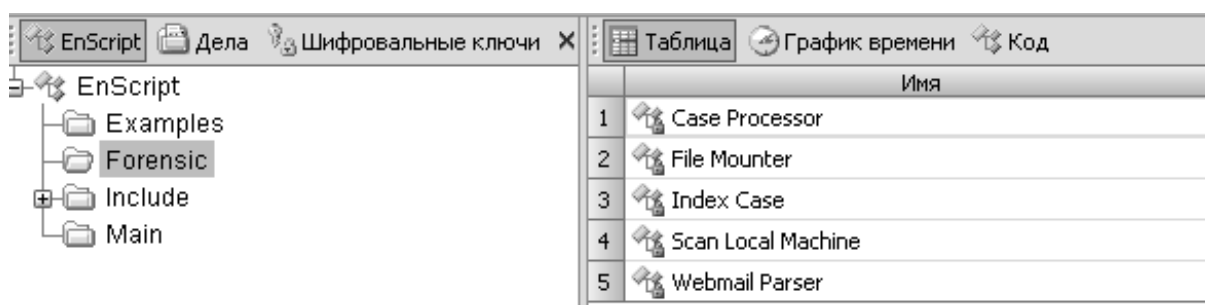 EnScript Дела Шифровальные ключи
EnScript
Examples
Forensic
Include
Main
Таблица График времени Код
Имя
1 Case Processor
2 File Mounter
3 Index Case
4 Scan Local Machine
5 Webmail Parser